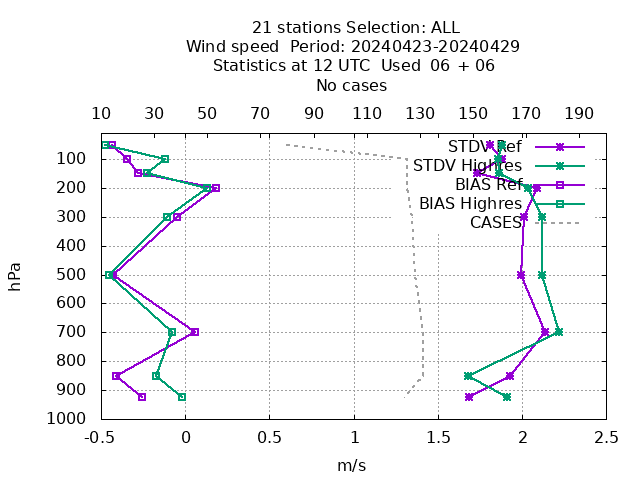 21 stations Selection: ALL
Wind speed  Period: 20240423-20240429
Statistics at 12 UTC  Used  06 + 06
No cases
10 30 50 70 90 110 130 150 170 190
STDV Ref
STDV Highres
BIAS Ref
BIAS Highres
CASES
100
200
300
400
500
600
700
800
900
1000
hPa
-0.5 0 0.5 1 1.5 2 2.5
m/s